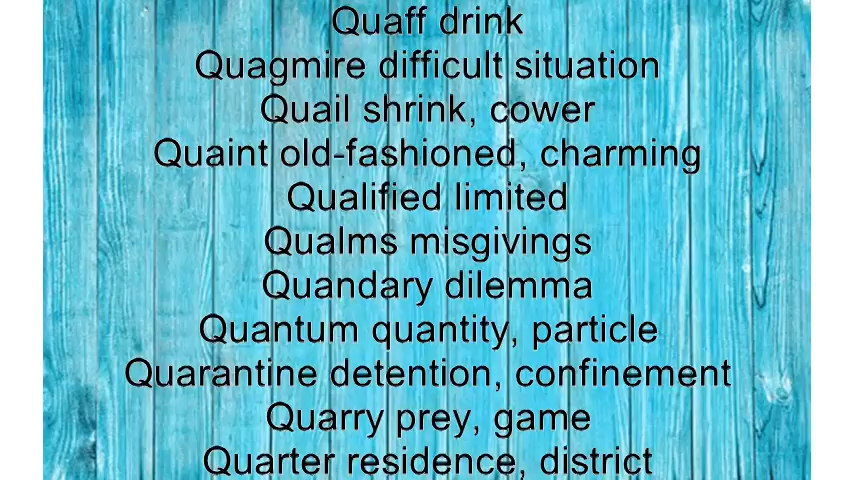 Quaff drink
Quagmire difficult situation
Quail shrink, cower
Quaint old-fashioned, charming
Qualified limited
Qualms misgivings
Quandary dilemma
Quantum quantity, particle
Quarantine detention, confinement
Quarry prey, game
Quarter residence, district